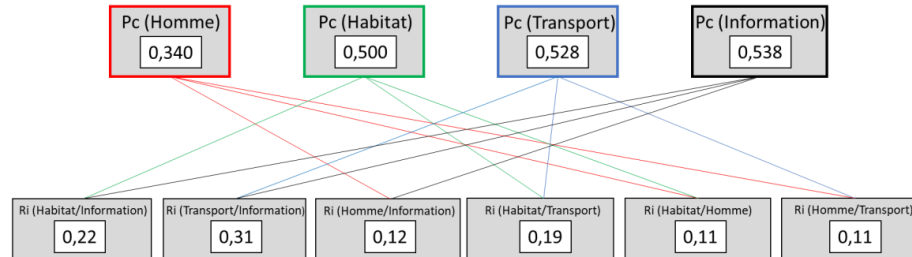 Pc (Homme)
0,340
Pc (Habitat)
0,500
Pc (Transport)
0,528
Pc (Information)
0,538
Ri (Habitat/Information)
0,22
Ri (Transport/Information)
0,31
Ri (Homme/Information)
0,12
Ri (Habitat/Transport)
0,19
Ri (Habitat/Homme)
0,11
Ri (Homme/Transport)
0,11